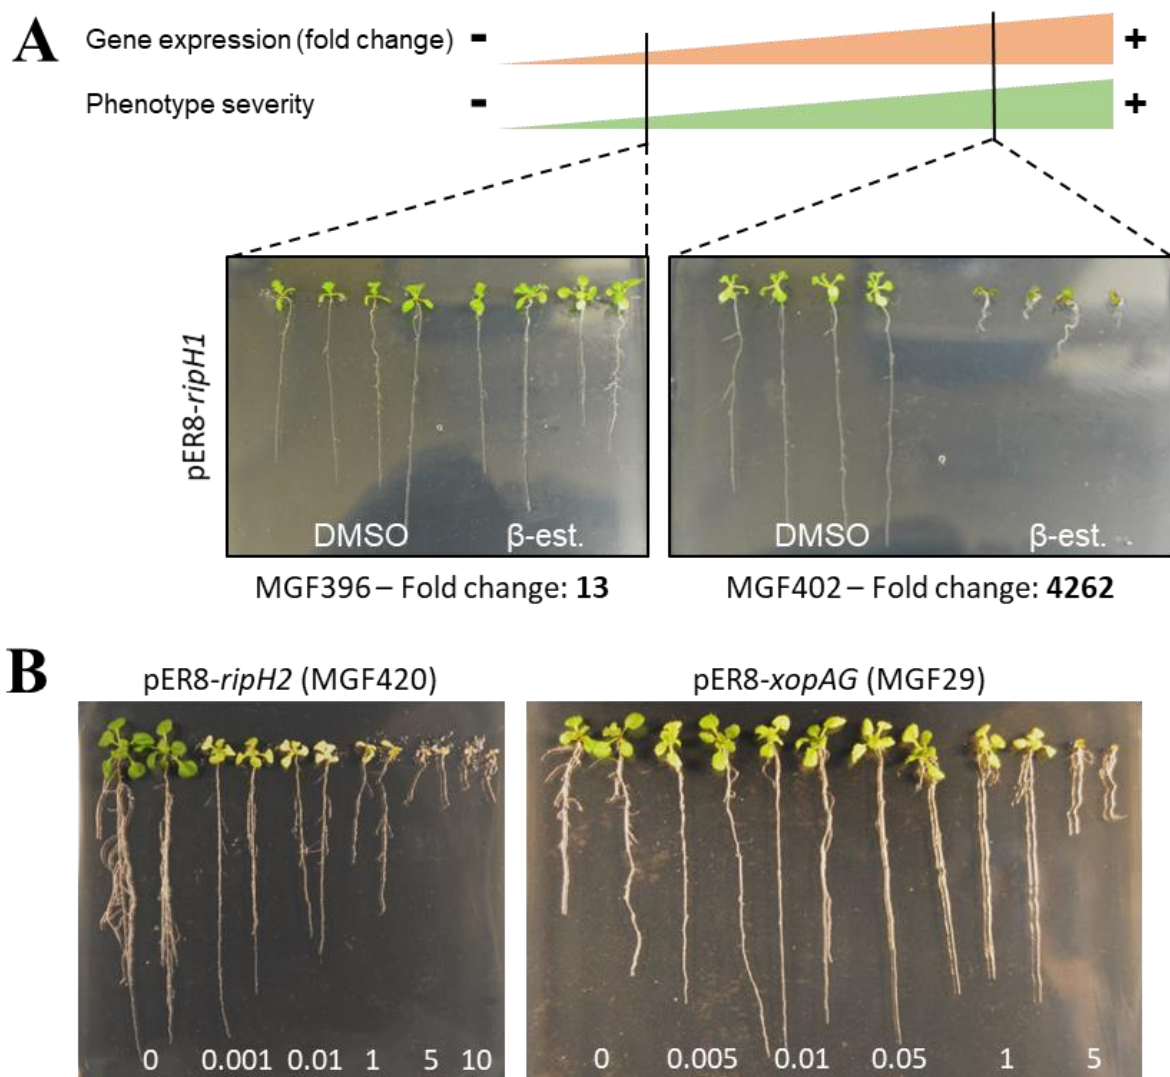 A
Gene expression (fold change) - +
Phenotype severity - +
pER8-ripH1
DMSO β-est. DMSO β-est.
MGF396 – Fold change: 13 MGF402 – Fold change: 4262
B
pER8-ripH2 (MGF420) pER8-xopAG (MGF29)
0 0.001 0.01 1 5 10 0 0.005 0.01 0.05 1 5